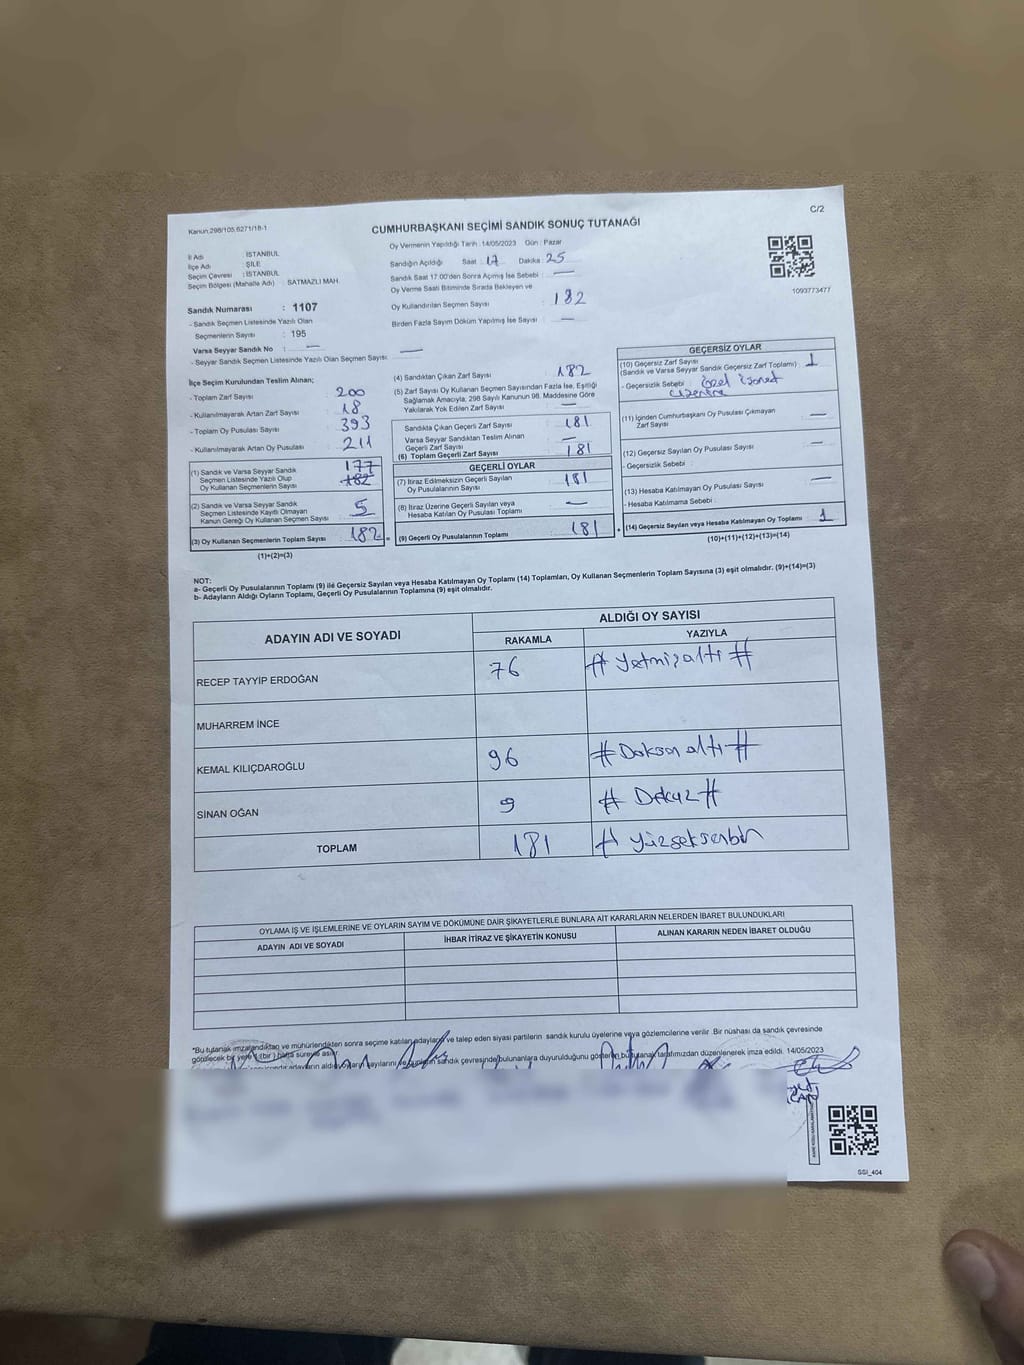 Kanun:298/105,6271/18-1
C/2
CUMHURBAŞKANI SEÇİMİ SANDIK SONUÇ TUTANAĞI
İl Adı : İSTANBUL
İlçe Adı : ŞİLE
Seçim Çevresi : İSTANBUL
Seçim Bölgesi (Mahalle Adı) : SATMAZLI MAH.
Sandık Numarası : 1107
- Sandık Seçmen Listesinde Yazılı Olan
Seçmenlerin Sayısı : 195
Varsa Seyyar Sandık No : —
- Seyyar Sandık Seçmen Listesinde Yazılı Olan Seçmen Sayısı: —
Oy Vermenin Yapıldığı Tarih : 14/05/2023 Gün : Pazar
Sandığın Açıldığı Saat : 17 Dakika : 25
Sandık Saat 17:00'den Sonra Açılmış İse Sebebi : —
Oy Verme Saati Bitiminde Sırada Bekleyen ve
Oy Kullandırılan Seçmen Sayısı : 182
Birden Fazla Sayım Döküm Yapılmış İse Sayısı : —
1093773477
İlçe Seçim Kurulundan Teslim Alınan;
- Toplam Zarf Sayısı : 200
- Kullanılmayarak Artan Zarf Sayısı : 18
- Toplam Oy Pusulası Sayısı : 393
- Kullanılmayarak Artan Oy Pusulası : 211
(1) Sandık ve Varsa Seyyar Sandık
Seçmen Listesinde Yazılı Olup
Oy Kullanan Seçmenlerin Sayısı : 177
182
(2) Sandık ve Varsa Seyyar Sandık
Seçmen Listesinde Kayıtlı Olmayan
Kanun Gereği Oy Kullanan Seçmen Sayısı : 5
(3) Oy Kullanan Seçmenlerin Toplam Sayısı : 182
(1)+(2)=(3)
=
(4) Sandıktan Çıkan Zarf Sayısı : 182
(5) Zarf Sayısı Oy Kullanan Seçmen Sayısından Fazla İse, Eşitliği
Sağlamak Amacıyla, 298 Sayılı Kanunun 98. Maddesine Göre
Yakılarak Yok Edilen Zarf Sayısı : —
Sandıkta Çıkan Geçerli Zarf Sayısı : 181
Varsa Seyyar Sandıktan Teslim Alınan
Geçerli Zarf Sayısı : —
(6) Toplam Geçerli Zarf Sayısı : 181
GEÇERLİ OYLAR
(7) İtiraz Edilmeksizin Geçerli Sayılan
Oy Pusulalarının Sayısı : 181
(8) İtiraz Üzerine Geçerli Sayılan veya
Hesaba Katılan Oy Pusulası Toplamı : —
(9) Geçerli Oy Pusulalarının Toplamı : 181
+
GEÇERSİZ OYLAR
(10) Geçersiz Zarf Sayısı : 1
(Sandık ve Varsa Seyyar Sandık Geçersiz Zarf Toplamı)
- Geçersizlik Sebebi : özel işaret
üzerine
(11) İçinden Cumhurbaşkanı Oy Pusulası Çıkmayan
Zarf Sayısı : —
(12) Geçersiz Sayılan Oy Pusulası Sayısı : —
- Geçersizlik Sebebi :
(13) Hesaba Katılmayan Oy Pusulası Sayısı : —
- Hesaba Katılmama Sebebi :
(14) Geçersiz Sayılan veya Hesaba Katılmayan Oy Toplamı : 1
(10)+(11)+(12)+(13)=(14)
NOT:
a- Geçerli Oy Pusulalarının Toplamı (9) ile Geçersiz Sayılan veya Hesaba Katılmayan Oy Toplamı (14) Toplamları, Oy Kullanan Seçmenlerin Toplam Sayısına (3) eşit olmalıdır. (9)+(14)=(3)
b- Adayların Aldığı Oyların Toplamı, Geçerli Oy Pusulalarının Toplamına (9) eşit olmalıdır.
ADAYIN ADI VE SOYADI
ALDIĞI OY SAYISI
RAKAMLA YAZIYLA
RECEP TAYYİP ERDOĞAN 76 # Yetmişaltı #
MUHARREM İNCE
KEMAL KILIÇDAROĞLU 96 # Doksan altı #
SİNAN OĞAN 9 # Dokuz #
TOPLAM 181 # Yüzseksenbir
OYLAMA İŞ VE İŞLEMLERİNE VE OYLARIN SAYIM VE DÖKÜMÜNE DAİR ŞİKAYETLERLE BUNLARA AİT KARARLARIN NELERDEN İBARET BULUNDUKLARI
ADAYIN ADI VE SOYADI İHBAR İTİRAZ VE ŞİKAYETİN KONUSU ALINAN KARARIN NEDEN İBARET OLDUĞU
*Bu tutanak imzalandıktan ve mühürlendikten sonra seçime katılan adaylara ve talep eden siyasi partilerin sandık kurulu üyelerine veya gözlemcilerine verilir .Bir nüshası da sandık çevresinde
görülecek bir yere 1 (bir) hafta süreyle asılır.
adayların aldıkları oyların sayılarını ve bunların sandık çevresinde bulunanlara duyurulduğunu gösteren bu tutanak tarafımızdan düzenlenerek imza edildi. 14/05/2023
SSI_404